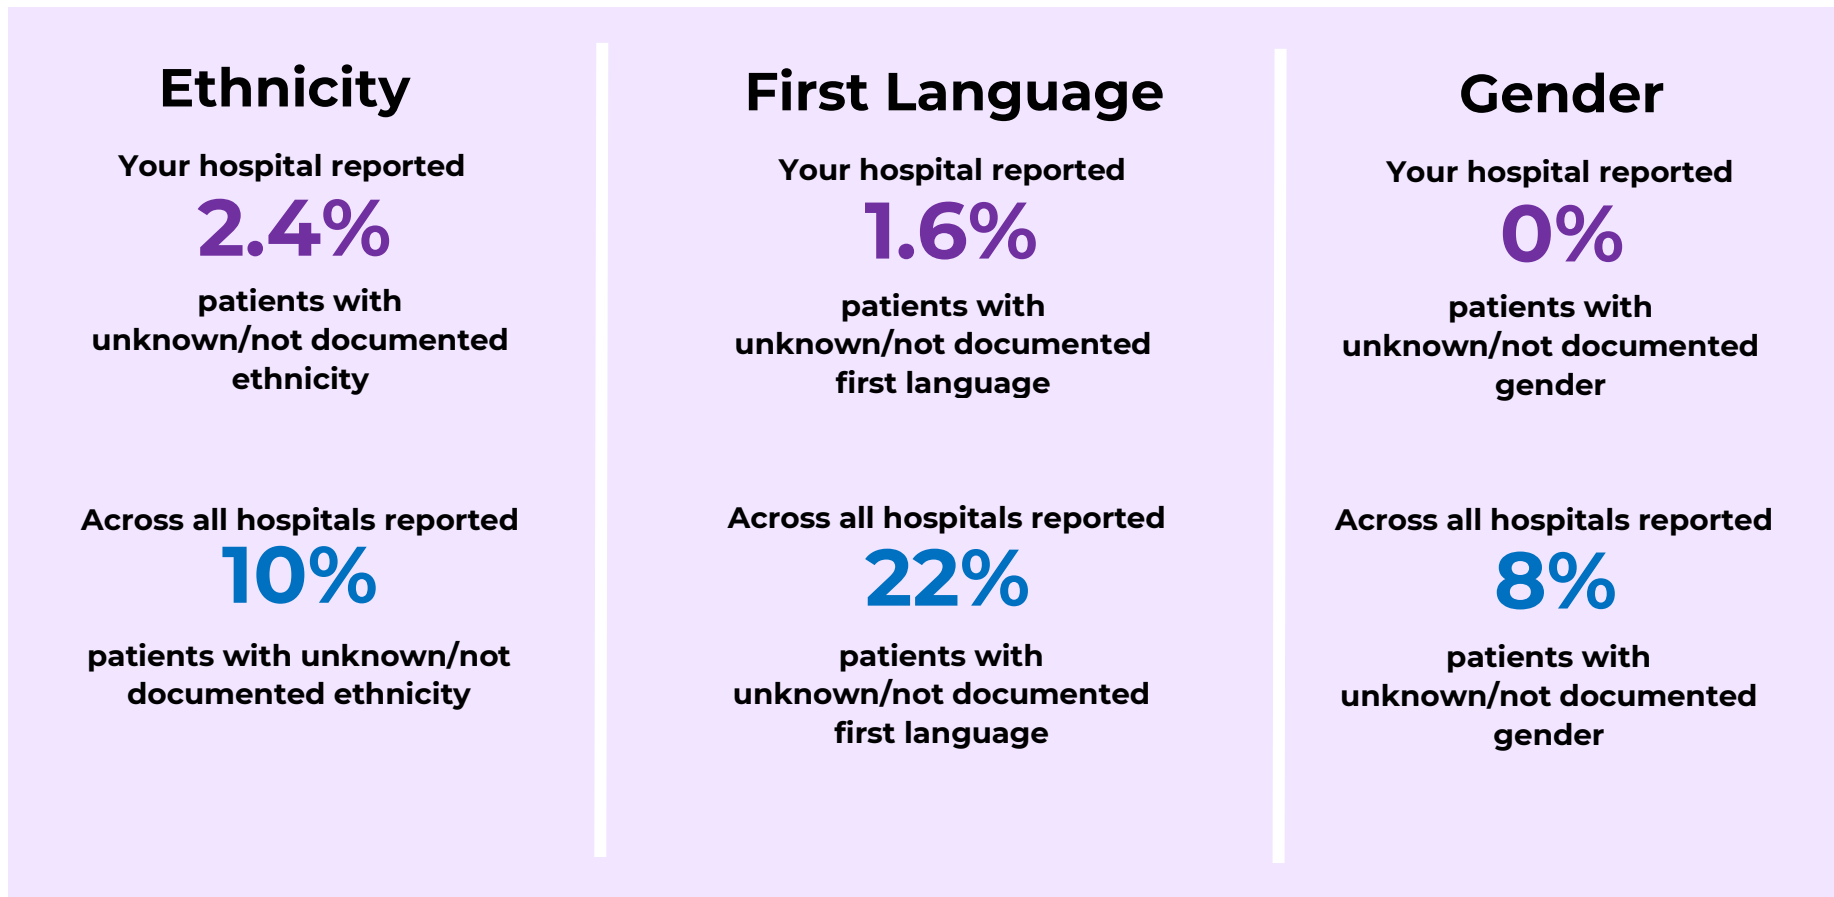 Ethnicity
Your hospital reported
2.4%
patients with
unknown/not documented
ethnicity
Across all hospitals reported
10%
patients with unknown/not
documented ethnicity
First Language
Your hospital reported
1.6%
patients with
unknown/not documented
first language
Across all hospitals reported
22%
patients with
unknown/not documented
first language
Gender
Your hospital reported
0%
patients with
unknown/not documented
gender
Across all hospitals reported
8%
patients with
unknown/not documented
gender